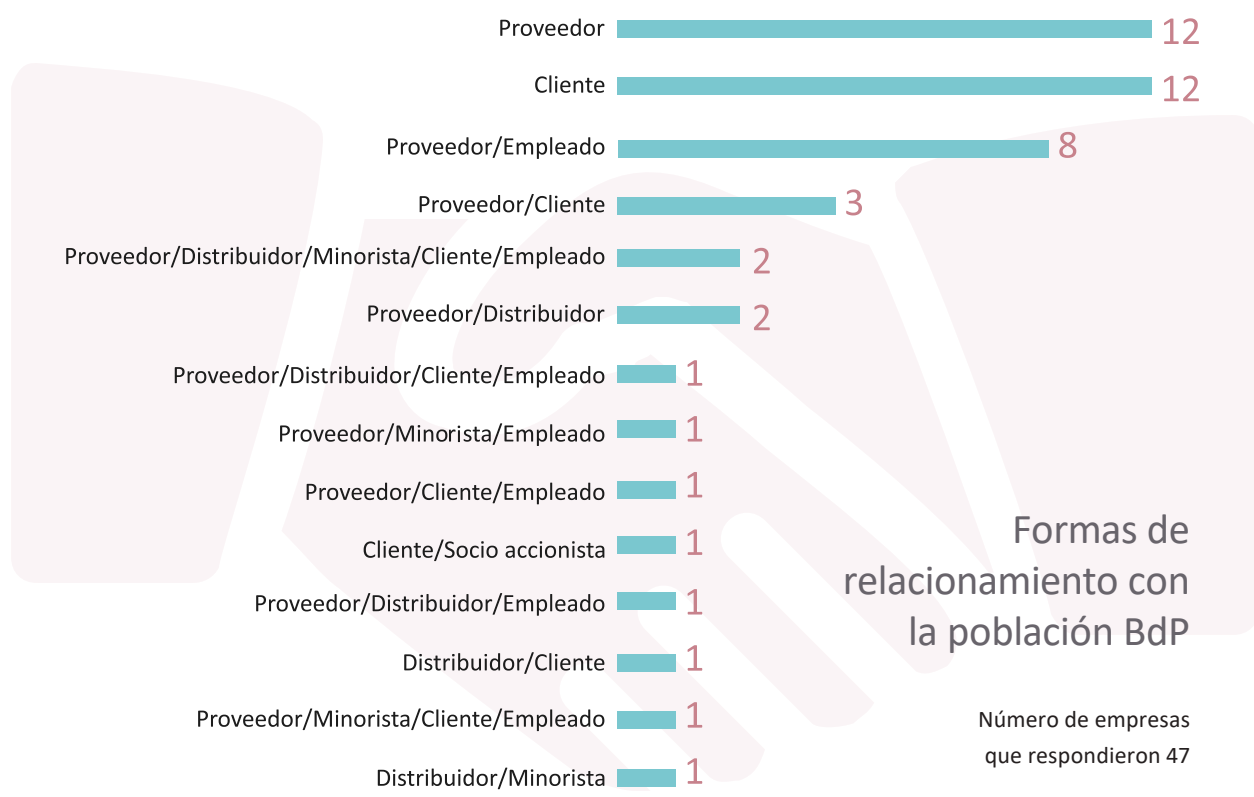 Proveedor 12
Cliente 12
Proveedor/Empleado 8
Proveedor/Cliente 3
Proveedor/Distribuidor/Minorista/Cliente/Empleado 2
Proveedor/Distribuidor 2
Proveedor/Distribuidor/Cliente/Empleado 1
Proveedor/Minorista/Empleado 1
Proveedor/Cliente/Empleado 1
Cliente/Socio accionista 1
Proveedor/Distribuidor/Empleado 1
Distribuidor/Cliente 1
Proveedor/Minorista/Cliente/Empleado 1
Distribuidor/Minorista 1
Formas de
relacionamiento con
la población BdP
Número de empresas
que respondieron 47